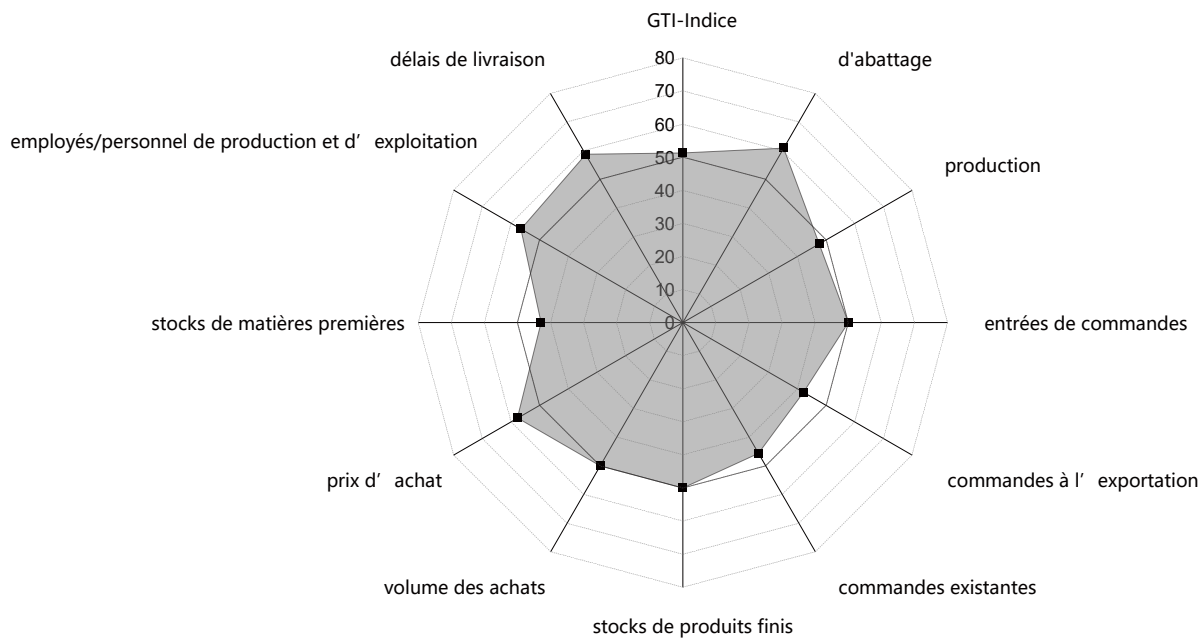 GTI-Indice
délais de livraison
d'abattage
employés/personnel de production et d’ exploitation
production
80
70
60
50
40
30
20
10
0
stocks de matières premières
entrées de commandes
prix d’ achat
commandes à l’ exportation
volume des achats
commandes existantes
stocks de produits finis